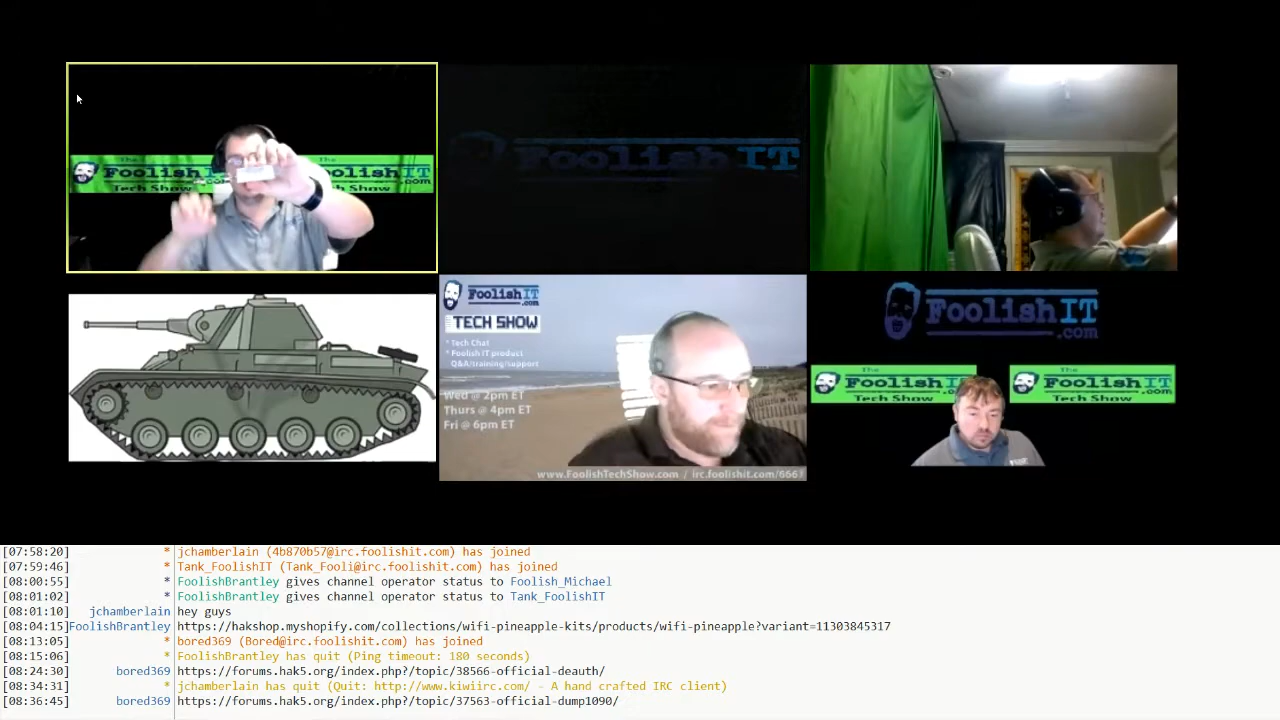 FoolishIT
The
The
FoolishIT
FoolishIT
Tech Show
Tech Show
FoolishIT
.com
TECH SHOW
* Tech Chat
* Foolish IT product
Q&A/training/support
Wed @ 2pm ET
Thurs @ 4pm ET
Fri @ 6pm ET
www.FoolishTechShow.com / irc.foolishit.com/6667
FoolishIT
.com
The
The
FoolishIT
FoolishIT
Tech Show
Tech Show
[07:58:20] * jchamberlain (4b870b57@irc.foolishit.com) has joined
[07:59:46] * Tank_FoolishIT (Tank_Fooli@irc.foolishit.com) has joined
[08:00:55] * FoolishBrantley gives channel operator status to Foolish_Michael
[08:01:02] * FoolishBrantley gives channel operator status to Tank_FoolishIT
[08:01:10] jchamberlain hey guys
[08:04:15] FoolishBrantley https://hakshop.myshopify.com/collections/wifi-pineapple-kits/products/wifi-pineapple?variant=11303845317
[08:13:05] * bored369 (Bored@irc.foolishit.com) has joined
[08:15:06] * FoolishBrantley has quit (Ping timeout: 180 seconds)
[08:24:30] bored369 https://forums.hak5.org/index.php?/topic/38566-official-deauth/
[08:34:31] * jchamberlain has quit (Quit: http://www.kiwiirc.com/ - A hand crafted IRC client)
[08:36:45] bored369 https://forums.hak5.org/index.php?/topic/37563-official-dump1090/